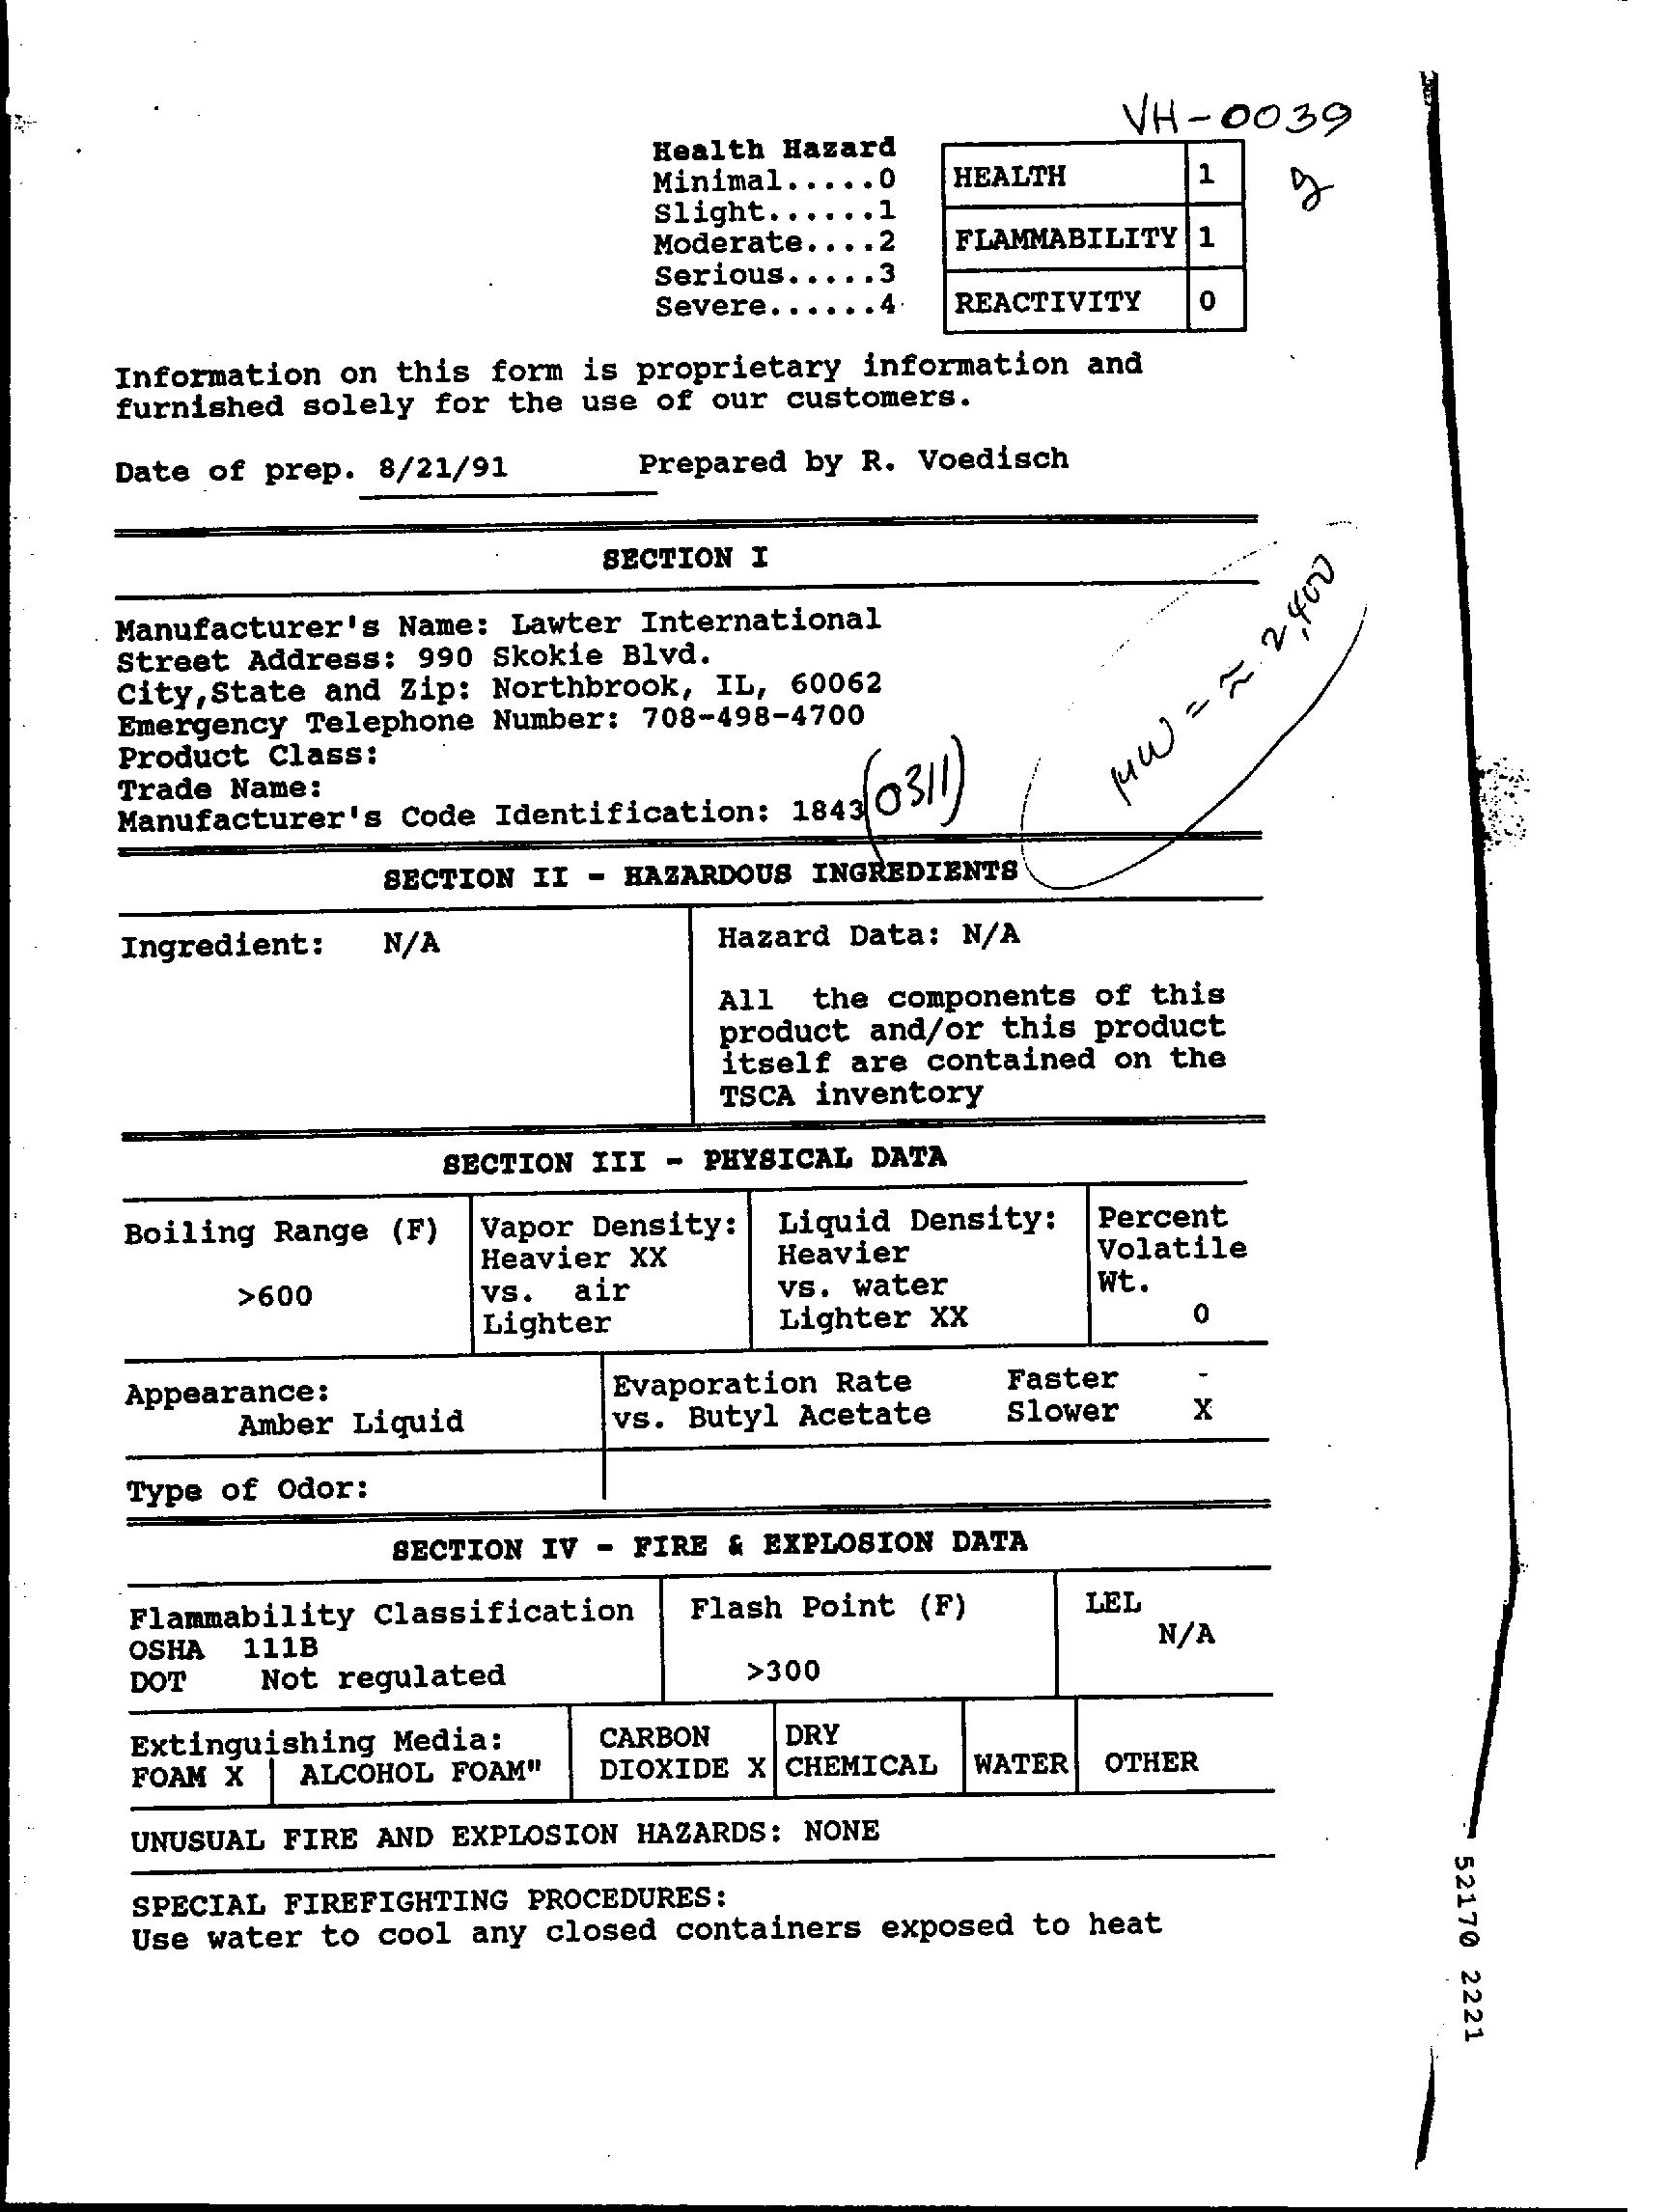 VH-0039
Health Hazard
Minimal.....0
Slight......1
Moderate....2
Serious.....3
Severe......4
HEALTH 1
FLAMMABILITY 1
REACTIVITY 0
Information on this form is proprietary information and
furnished solely for the use of our customers.
Date of prep. 8/21/91 Prepared by R. Voedisch
SECTION I
Manufacturer's Name: Lawter International
Street Address: 990 Skokie Blvd.
City,State and Zip: Northbrook, IL, 60062
Emergency Telephone Number: 708-498-4700
Product Class:
Trade Name:
Manufacturer's Code Identification: 1843 (0311)
MW = ≈ 2,400
SECTION II - HAZARDOUS INGREDIENTS
Ingredient: N/A
Hazard Data: N/A
All the components of this
product and/or this product
itself are contained on the
TSCA inventory
SECTION III - PHYSICAL DATA
Boiling Range (F)
>600
Vapor Density:
Heavier XX
vs. air
Lighter
Liquid Density:
Heavier
vs. water
Lighter XX
Percent
Volatile
Wt.
0
Appearance:
Amber Liquid
Evaporation Rate Faster -
vs. Butyl Acetate Slower X
Type of Odor:
SECTION IV - FIRE & EXPLOSION DATA
Flammability Classification
OSHA 111B
DOT Not regulated
Flash Point (F)
>300
LEL
N/A
Extinguishing Media:
FOAM X ALCOHOL FOAM"
CARBON
DIOXIDE X
DRY
CHEMICAL
WATER
OTHER
UNUSUAL FIRE AND EXPLOSION HAZARDS: NONE
SPECIAL FIREFIGHTING PROCEDURES:
Use water to cool any closed containers exposed to heat
52170 2221